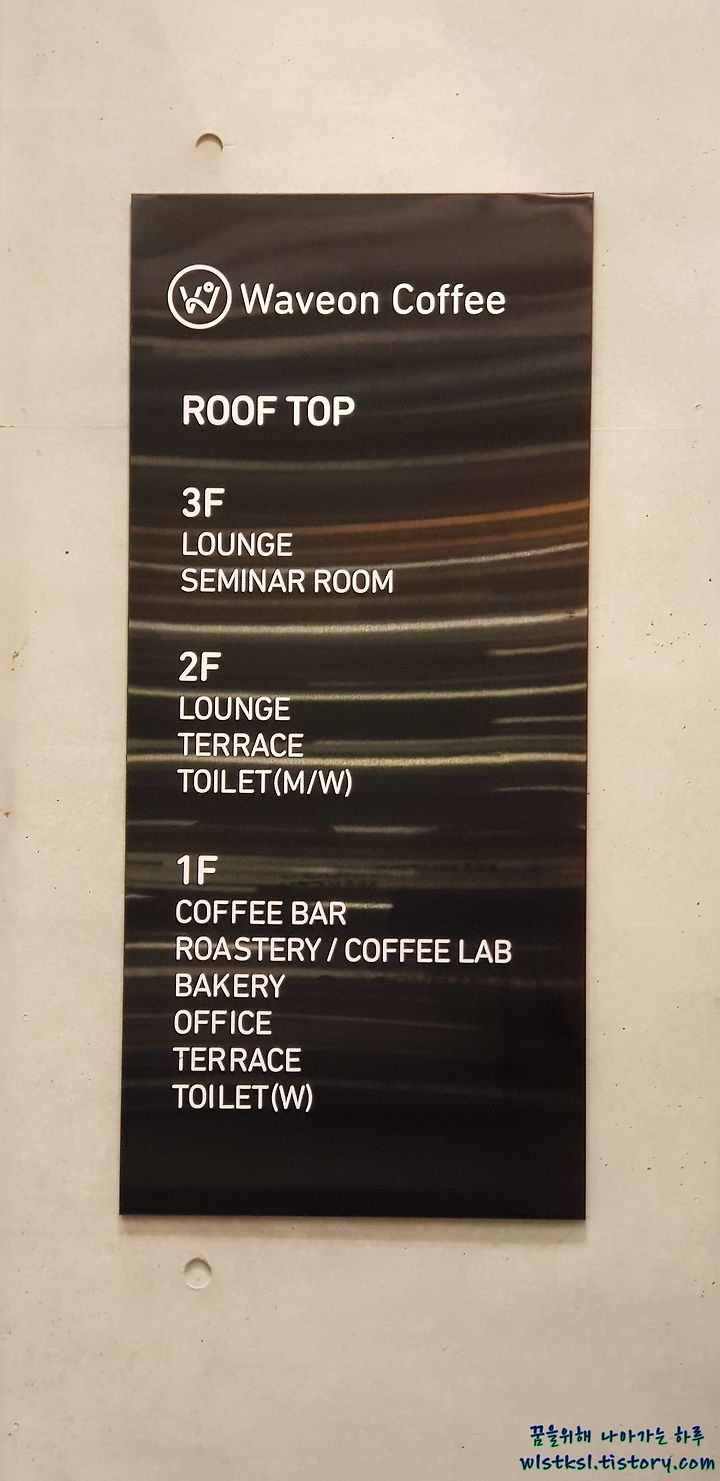 Waveon Coffee
ROOF TOP
3F
LOUNGE
SEMINAR ROOM
2F
LOUNGE
TERRACE
TOILET(M/W)
1F
COFFEE BAR
ROASTERY / COFFEE LAB
BAKERY
OFFICE
TERRACE
TOILET(W)
꿈을위해 나아가는 하루
wlstksl.tistory.com